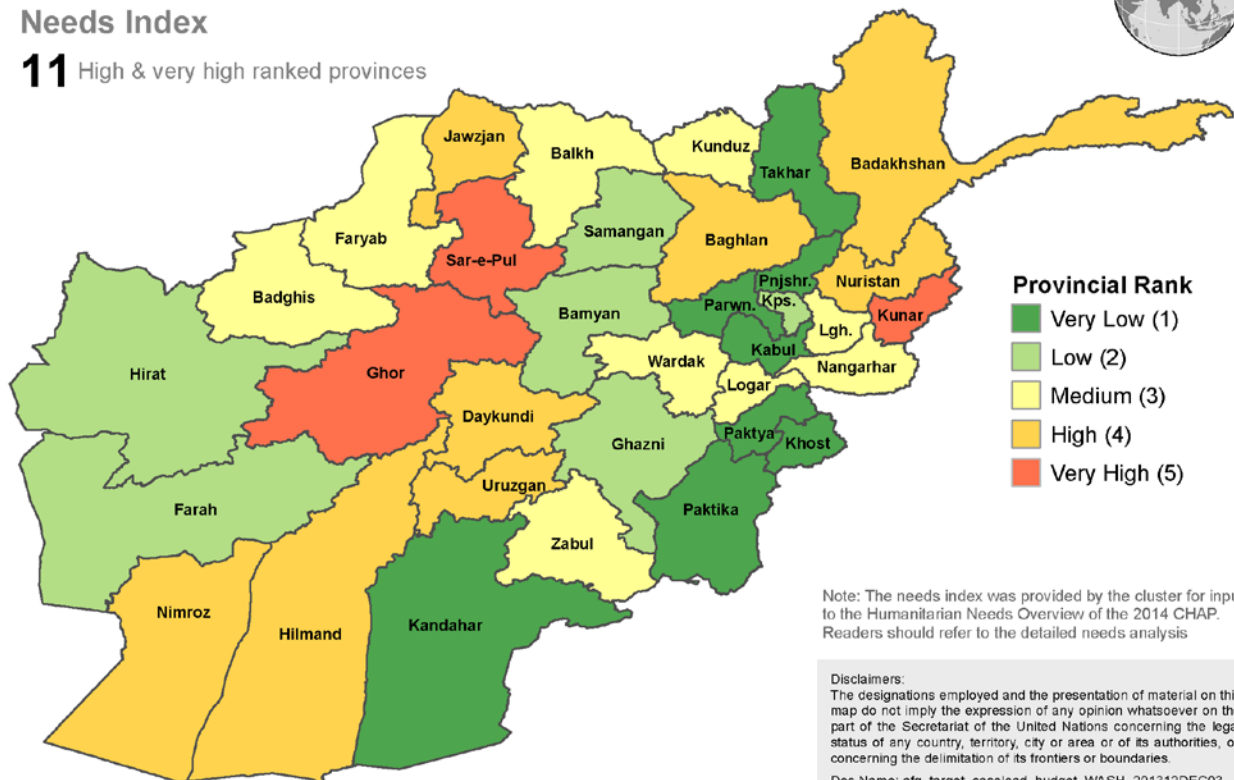 Needs Index
11 High & very high ranked provinces
Jawzjan
Balkh
Kunduz
Takhar
Badakhshan
Faryab
Samangan
Baghlan
Sar-e-Pul
Badghis
Pnjshr.
Nuristan
Bamyan
Parwn.
Kps.
Kunar
Lgh.
Hirat
Ghor
Wardak
Kabul
Nangarhar
Logar
Daykundi
Ghazni
Paktya
Khost
Farah
Uruzgan
Paktika
Zabul
Nimroz
Hilmand
Kandahar
Provincial Rank
Very Low (1)
Low (2)
Medium (3)
High (4)
Very High (5)
Note: The needs index was provided by the cluster for inpu
to the Humanitarian Needs Overview of the 2014 CHAP.
Readers should refer to the detailed needs analysis
Disclaimers:
The designations employed and the presentation of material on thi
map do not imply the expression of any opinion whatsoever on th
part of the Secretariat of the United Nations concerning the lega
status of any country, territory, city or area or of its authorities, o
concerning the delimitation of its frontiers or boundaries.